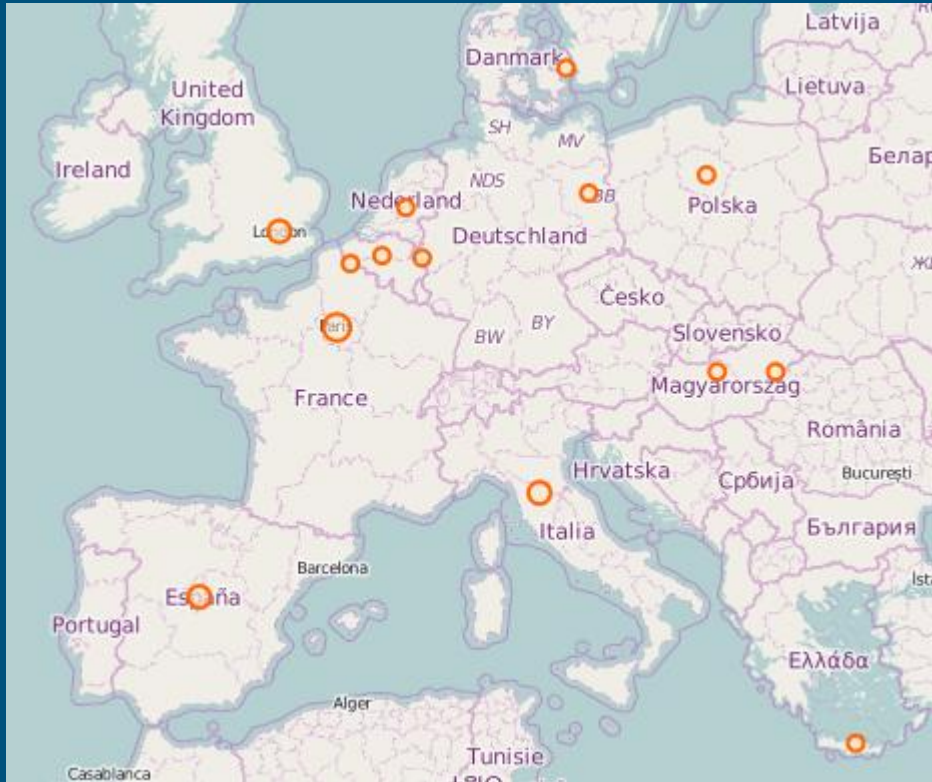 Latvija
Danmark
Lietuva
United
Kingdom
SH
MV
Ireland
NDS
Nederland
BB
Polska
London
Deutschland
Česko
Paris
BW
BY
Slovensko
France
Magyarország
România
Hrvatska
Србија
București
Italia
България
Barcelona
España
Portugal
Ελλάδα
Alger
Tunisie
Casablanca